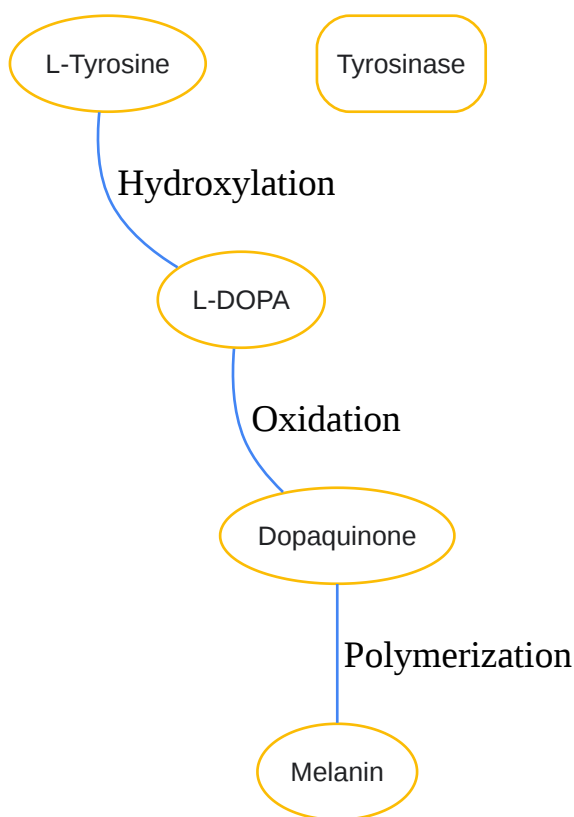 L-Tyrosine
Tyrosinase
Hydroxylation
L-DOPA
Oxidation
Dopaquinone
Polymerization
Melanin